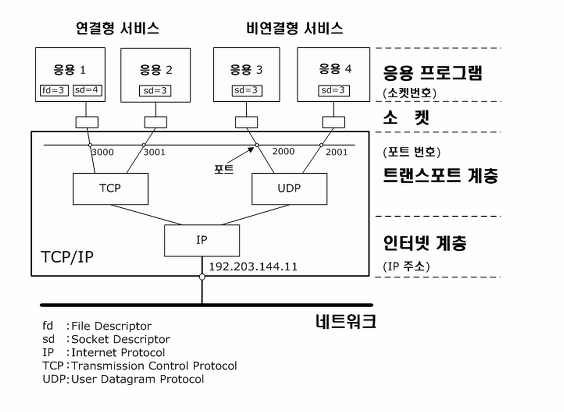 연결형 서비스 비연결형 서비스
응용 1 응용 2 응용 3 응용 4 응용 프로그램
fd=3 sd=4 sd=3 sd=3 sd=3 (소켓번호)
소 켓
3000 3001 2000 2001 (포트 번호)
포트
트랜스포트 계층
TCP UDP
IP 인터넷 계층
TCP/IP 192.203.144.11 (IP 주소)
네트워크
fd :File Descriptor
sd :Socket Descriptor
IP :Internet Protocol
TCP:Transmission Control Protocol
UDP:User Datagram Protocol